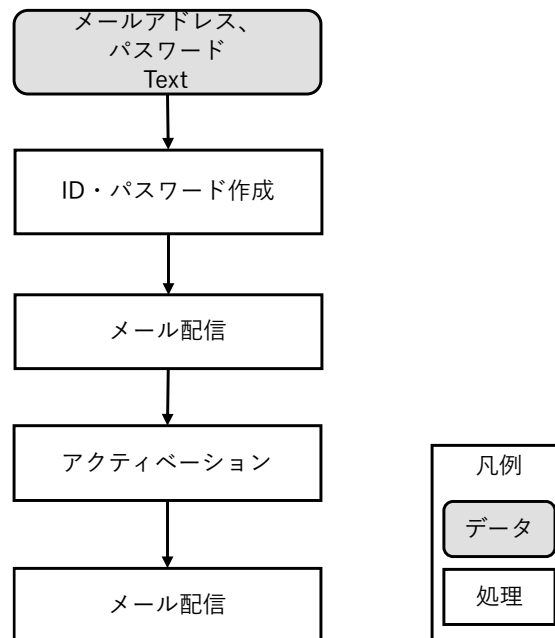 メールアドレス、
パスワード
Text
ID・パスワード作成
メール配信
アクティベーション
メール配信
凡例
データ
処理